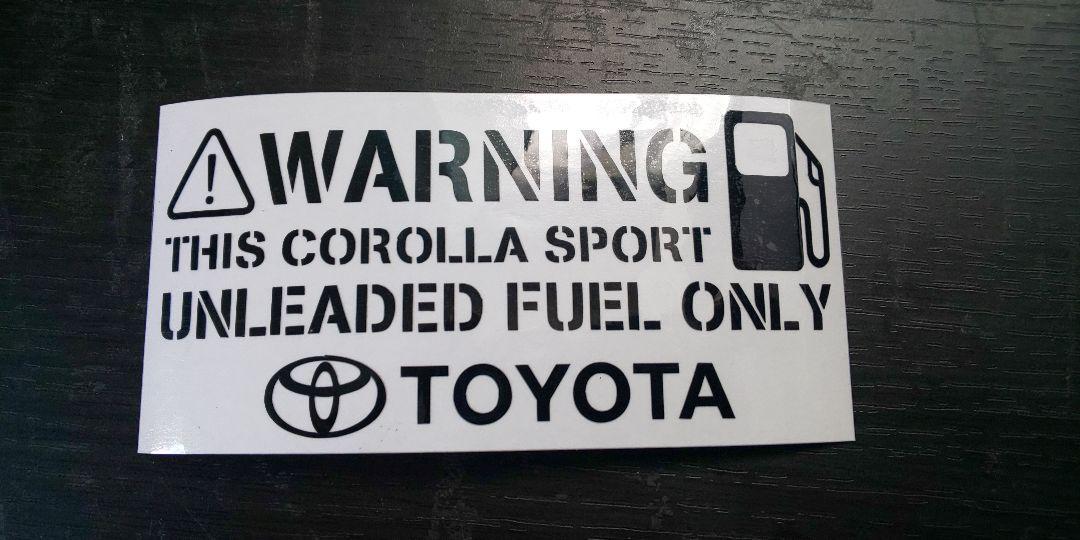 WARNING
THIS COROLLA SPORT
UNLEADED FUEL ONLY
TOYOTA